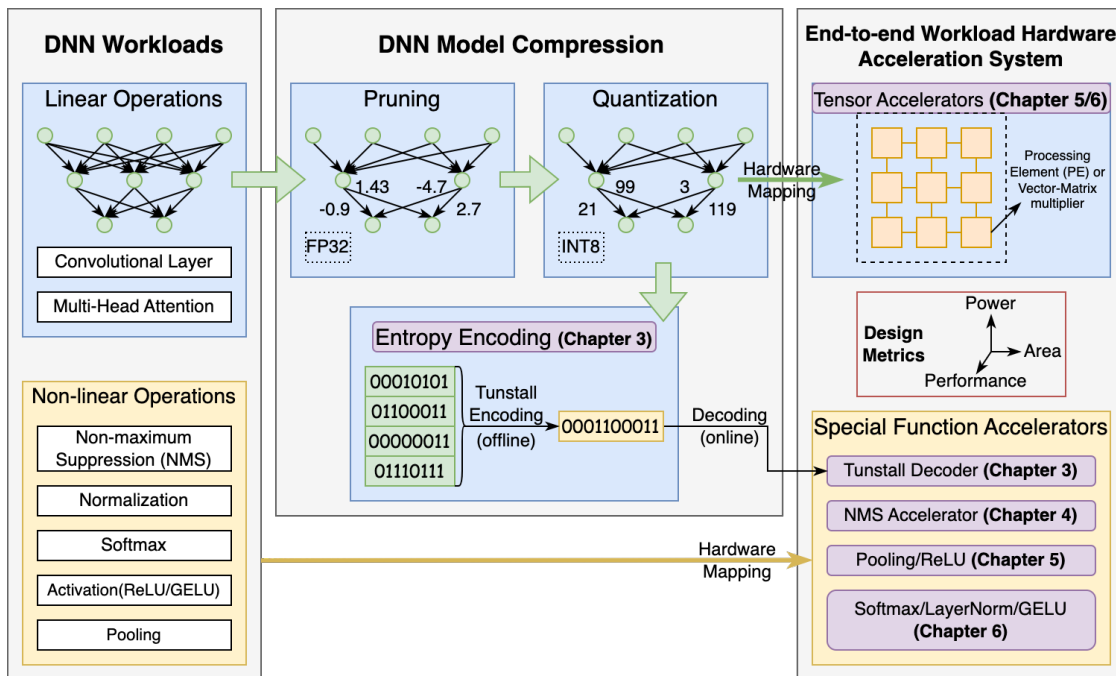 DNN Workloads
Linear Operations
Convolutional Layer
Multi-Head Attention
Non-linear Operations
Non-maximum
Suppression (NMS)
Normalization
Softmax
Activation(ReLU/GELU)
Pooling
DNN Model Compression
Pruning
1.43
-4.7
-0.9
2.7
FP32
Quantization
99
3
21
119
INT8
Hardware
Mapping
Entropy Encoding (Chapter 3)
00010101
01100011
00000011
01110111
Tunstall
Encoding
(offline)
0001100011
Decoding
(online)
Hardware
Mapping
End-to-end Workload Hardware
Acceleration System
Tensor Accelerators (Chapter 5/6)
Processing
Element (PE) or
Vector-Matrix
multiplier
Design
Metrics
Power
Area
Performance
Special Function Accelerators
Tunstall Decoder (Chapter 3)
NMS Accelerator (Chapter 4)
Pooling/ReLU (Chapter 5)
Softmax/LayerNorm/GELU
(Chapter 6)